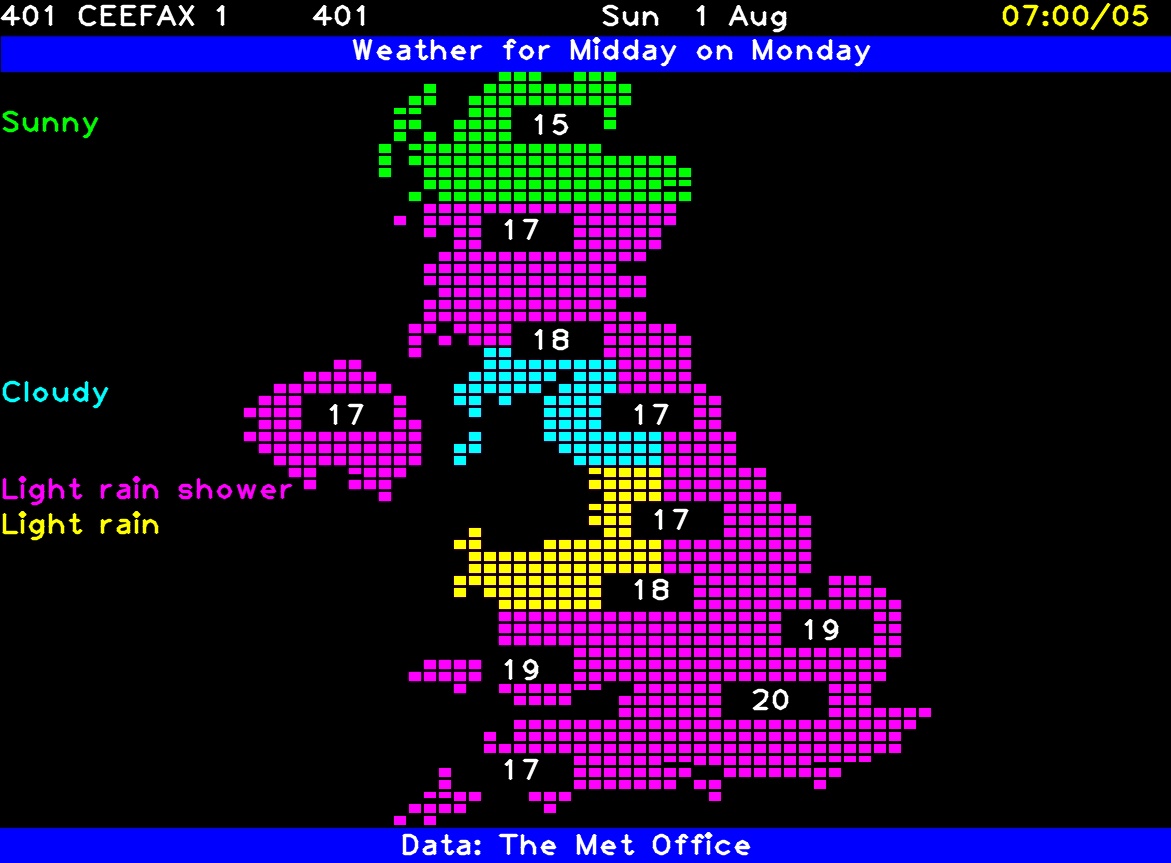 401 CEEFAX 1 401 Sun 1 Aug 07:00/05
Weather for Midday on Monday
Sunny
15
17
18
Cloudy
17
17
Light rain shower
Light rain
17
18
19
19
20
17
Data: The Met Office